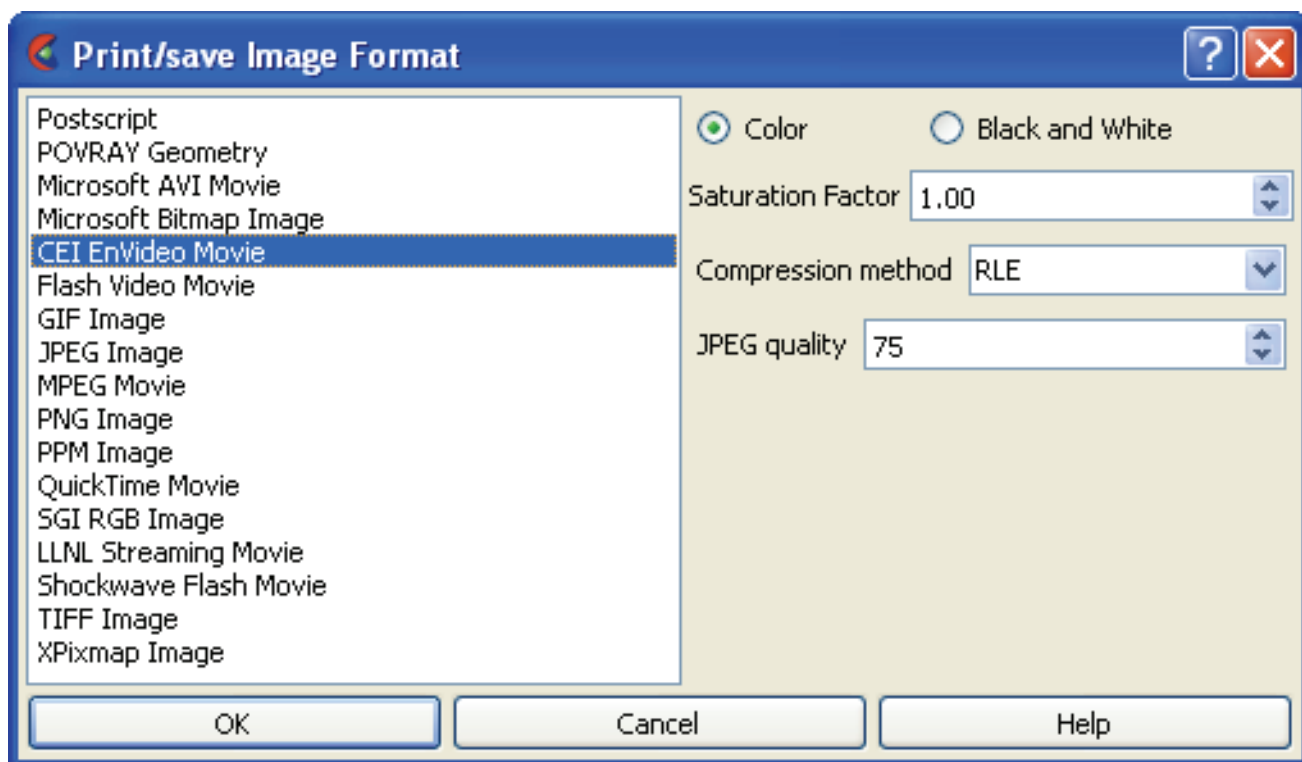 Print/save Image Format
Postscript
POVRAY Geometry
Microsoft AVI Movie
Microsoft Bitmap Image
CEI EnVideo Movie
Flash Video Movie
GIF Image
JPEG Image
MPEG Movie
PNG Image
PPM Image
QuickTime Movie
SGI RGB Image
LLNL Streaming Movie
Shockwave Flash Movie
TIFF Image
XPixmap Image
Color Black and White
Saturation Factor 1.00
Compression method RLE
JPEG quality 75
OK Cancel Help